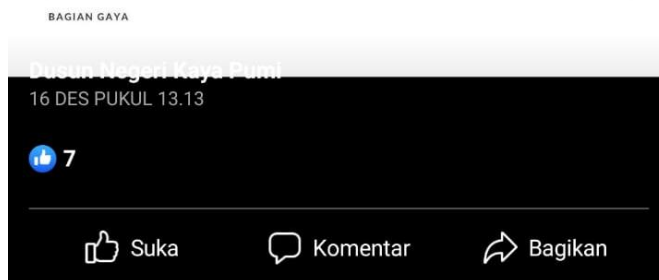 BAGIAN GAYA
Dusun Negeri Kaya Pumi
16 DES PUKUL 13.13
7
Suka
Komentar
Bagikan